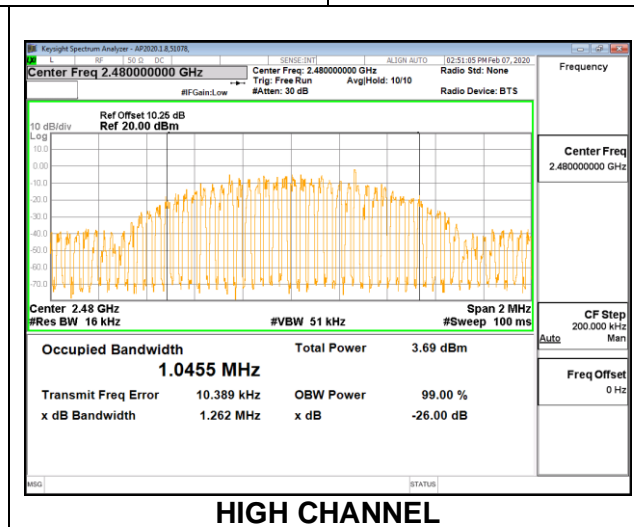 Keysight Spectrum Analyzer - AP2020.1.8,51078,
L RF 50 Ω DC SENSE:INT ALIGN AUTO 02:51:05 PM Feb 07, 2020
Center Freq 2.480000000 GHz Center Freq: 2.480000000 GHz Radio Std: None
Trig: Free Run Avg|Hold: 10/10
#IFGain:Low #Atten: 30 dB Radio Device: BTS
Frequency
Ref Offset 10.25 dB
10 dB/div Ref 20.00 dBm
Log
10.0
0.00
-10.0
-20.0
-30.0
-40.0
-50.0
-60.0
-70.0
Center Freq
2.480000000 GHz
Center 2.48 GHz Span 2 MHz
#Res BW 16 kHz #VBW 51 kHz #Sweep 100 ms
CF Step
200.000 kHz
Auto Man
Occupied Bandwidth Total Power 3.69 dBm
1.0455 MHz
Transmit Freq Error 10.389 kHz OBW Power 99.00 %
x dB Bandwidth 1.262 MHz x dB -26.00 dB
Freq Offset
0 Hz
MSG STATUS
HIGH CHANNEL